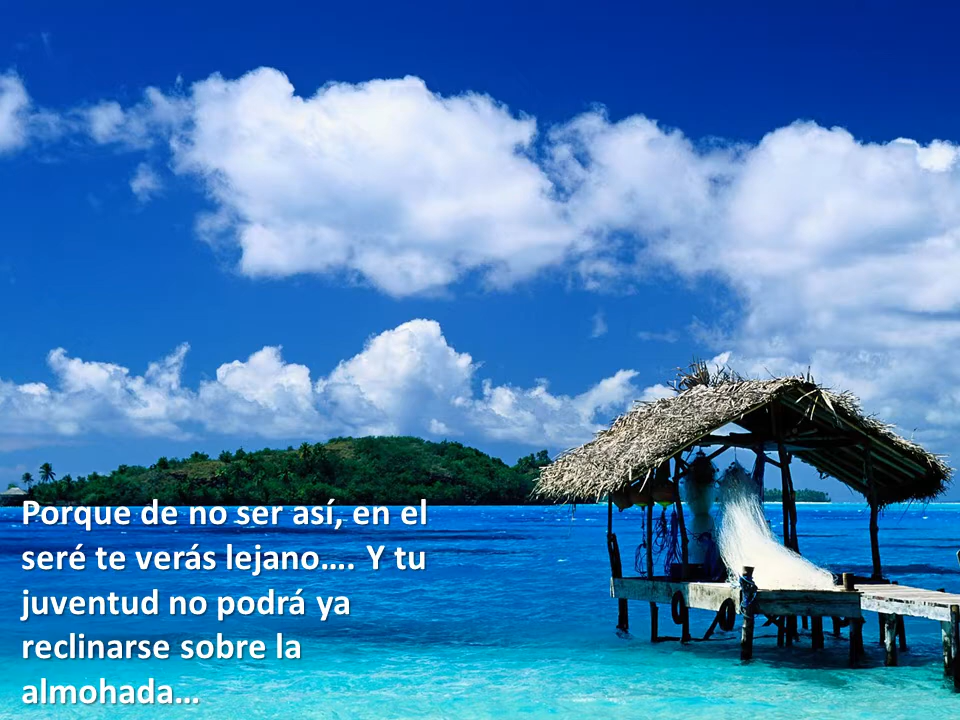 Porque de no ser así, en el
seré te verás lejano…. Y tu
juventud no podrá ya
reclinarse sobre la
almohada…